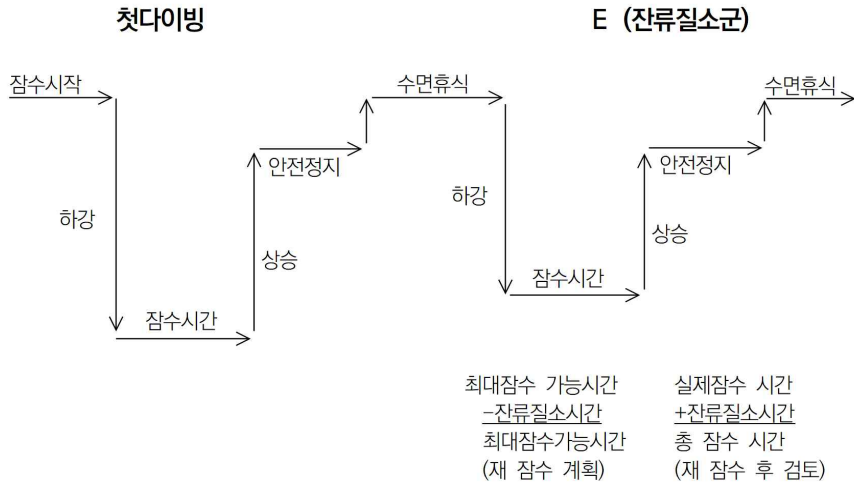 첫다이빙
E (잔류질소군)
잠수시작
수면휴식
수면휴식
안전정지
안전정지
하강
하강
상승
상승
잠수시간
잠수시간
최대잠수 가능시간
-잔류질소시간
최대잠수가능시간
(재 잠수 계획)
실제잠수 시간
+잔류질소시간
총 잠수 시간
(재 잠수 후 검토)